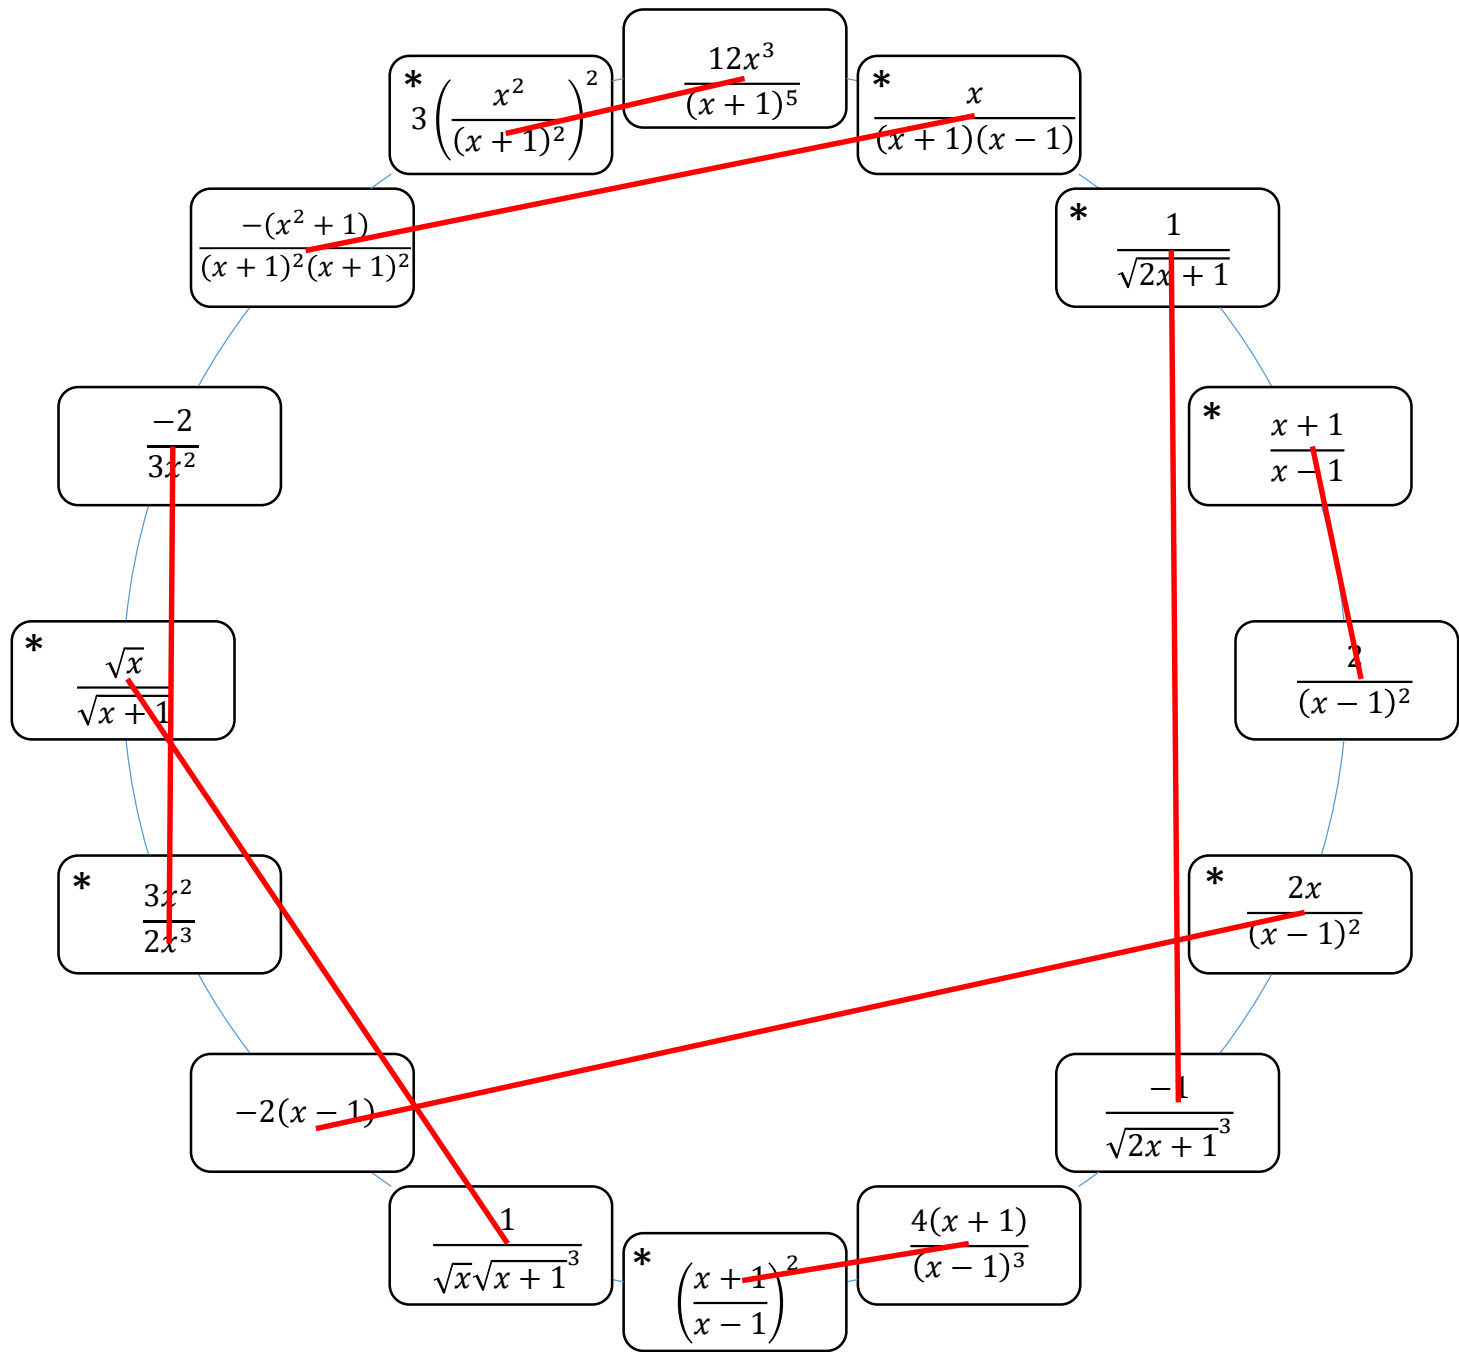 12x³/(x + 1)⁵
* x/((x + 1)(x − 1))
* 1/√(2x + 1)
* (x + 1)/(x − 1)
2/(x − 1)²
* 2x/(x − 1)²
−1/√(2x + 1)³
4(x + 1)/(x − 1)³
* ((x + 1)/(x − 1))²
1/(√x√(x + 1)³)
−2(x − 1)
* 3x²/2x³
* √x/√(x + 1)
−2/3x²
−(x² + 1)/((x + 1)²(x + 1)²)
* 3(x²/(x + 1)²)²